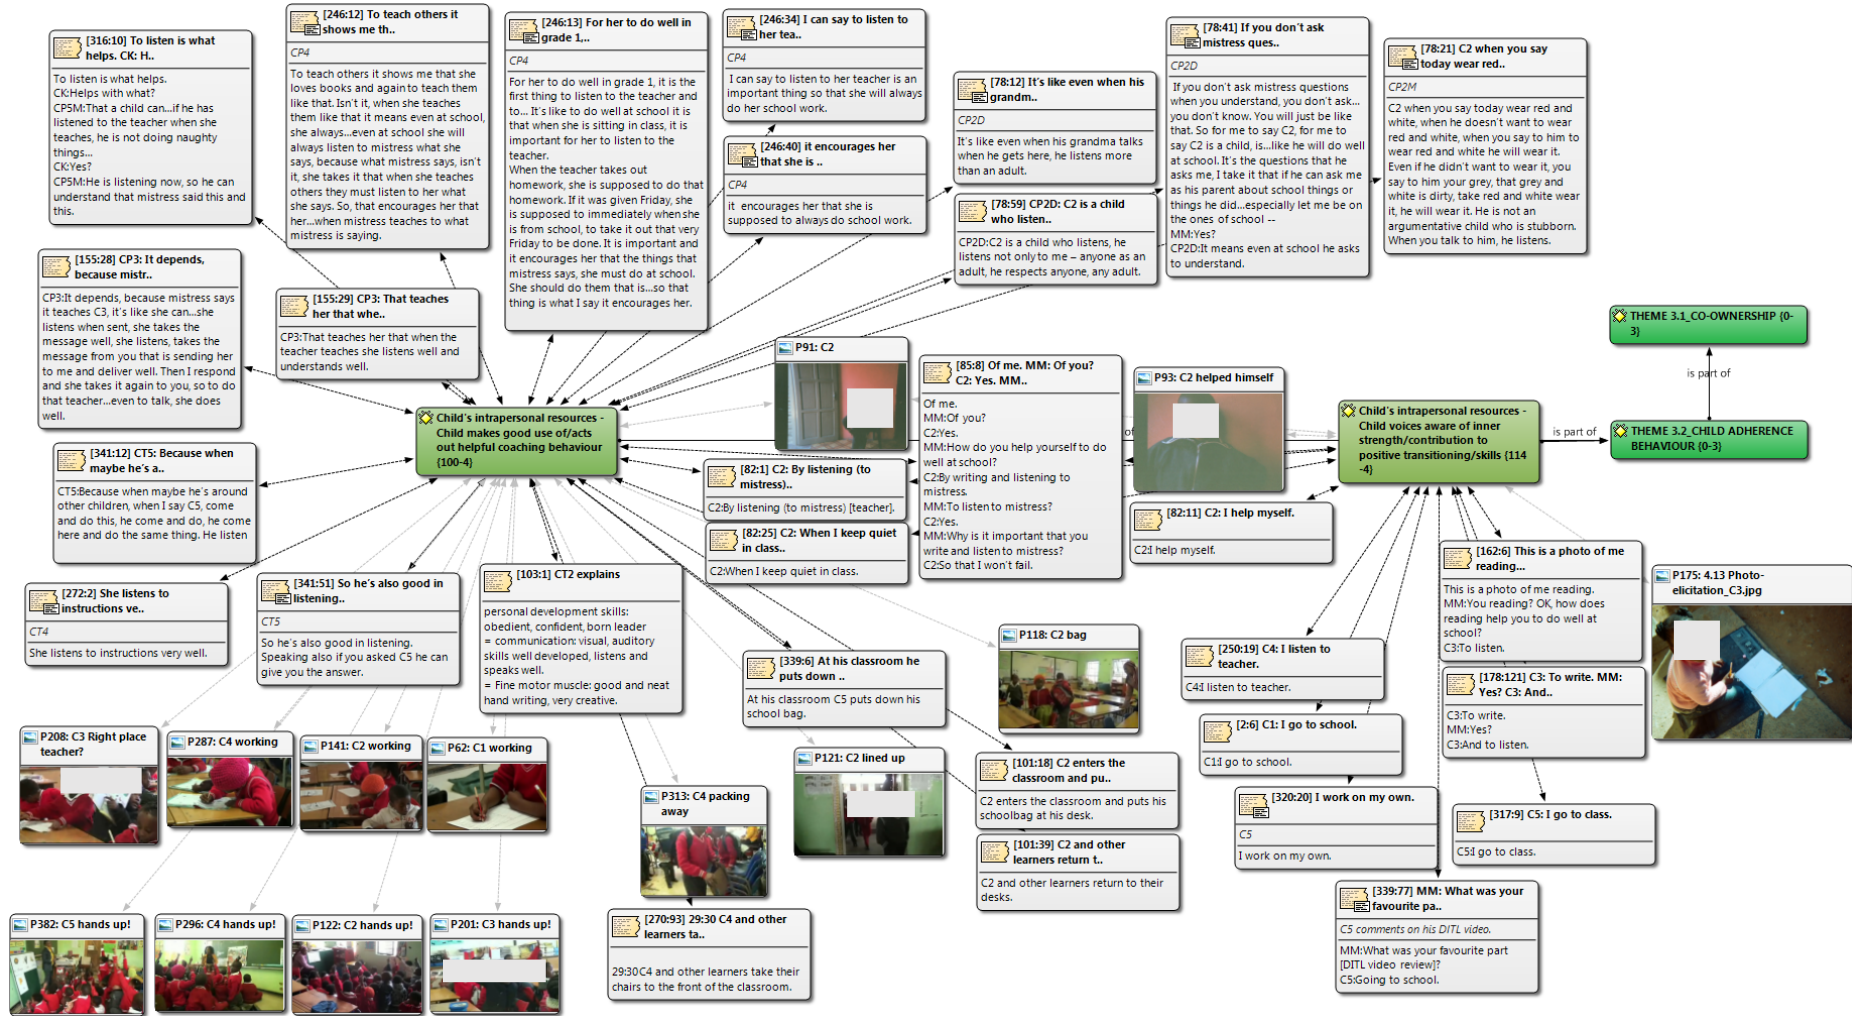 [316:10] To listen is what
helps. CK: H..
To listen is what helps.
CK:Helps with what?
CP5M:That a child can...if he has
listened to the teacher when she
teaches, he is not doing naughty
things...
CK:Yes?
CP5M:He is listening now, so he can
understand that mistress said this and
this.
[246:12] To teach others it
shows me th..
CP4
To teach others it shows me that she
loves books and again to teach them
like that. Isn't it, when she teaches
them like that it means even at school,
she always...even at school she will
always listen to mistress what she
says, because what mistress says, isn't
it, she takes it that when she teaches
others they must listen to her what
she says. So, that encourages her that
her...when mistress teaches to what
mistress is saying.
[246:13] For her to do well in
grade 1,..
CP4
For her to do well in grade 1, it is the
first thing to listen to the teacher and
to... It's like to do well at school it is
that when she is sitting in class, it is
important for her to listen to the
teacher.
When the teacher takes out
homework, she is supposed to do that
homework. If it was given Friday, she
is supposed to immediately when she
is from school, to take it out that very
Friday to be done. It is important and
it encourages her that the things that
mistress says, she must do at school.
She should do them that is...so that
thing is what I say it encourages her.
[246:34] I can say to listen to
her tea..
CP4
I can say to listen to her teacher is an
important thing so that she will always
do her school work.
[246:40] it encourages her
that she is ..
CP4
it encourages her that she is
supposed to always do school work.
[78:12] It's like even when his
grandm..
CP2D
It's like even when his grandma talks
when he gets here, he listens more
than an adult.
[78:59] CP2D: C2 is a child
who listen..
CP2D:C2 is a child who listens, he
listens not only to me – anyone as an
adult, he respects anyone, any adult.
[78:41] If you don't ask
mistress ques..
CP2D
If you don't ask mistress questions
when you understand, you don't ask...
you don't know. You will just be like
that. So for me to say C2, for me to
say C2 is a child, is...like he will do well
at school. It's the questions that he
asks me, I take it that if he can ask me
as his parent about school things or
things he did...especially let me be on
the ones of school --
MM:Yes?
CP2D:It means even at school he asks
to understand.
[78:21] C2 when you say
today wear red..
CP2M
C2 when you say today wear red and
white, when he doesn't want to wear
red and white, when you say to him to
wear red and white he will wear it.
Even if he didn't want to wear it, you
say to him your grey, that grey and
white is dirty, take red and white wear
it, he will wear it. He is not an
argumentative child who is stubborn.
When you talk to him, he listens.
[155:28] CP3: It depends,
because mistr..
CP3:It depends, because mistress says
it teaches C3, it's like she can...she
listens when sent, she takes the
message well, she listens, takes the
message from you that is sending her
to me and deliver well. Then I respond
and she takes it again to you, so to do
that teacher...even to talk, she does
well.
[155:29] CP3: That teaches
her that whe..
CP3:That teaches her that when the
teacher teaches she listens well and
understands well.
Child's intrapersonal resources -
Child makes good use of/acts
out helpful coaching behaviour
{100-4}
P91: C2
[85:8] Of me. MM: Of you?
C2: Yes. MM..
Of me.
MM:Of you?
C2:Yes.
MM:How do you help yourself to do
well at school?
C2:By writing and listening to
mistress.
MM:To listen to mistress?
C2:Yes.
MM:Why is it important that you
write and listen to mistress?
C2:So that I won't fail.
P93: C2 helped himself
of
Child's intrapersonal resources -
Child voices aware of inner
strength/contribution to
positive transitioning/skills {114
-4}
is part of
THEME 3.1_CO-OWNERSHIP {0-
3}
is part of
THEME 3.2_CHILD ADHERENCE
BEHAVIOUR {0-3}
[341:12] CT5: Because when
maybe he's a..
CT5:Because when maybe he's around
other children, when I say C5, come
and do this, he come and do, he come
here and do the same thing. He listen
[82:1] C2: By listening (to
mistress)..
C2:By listening (to mistress) [teacher].
[82:25] C2: When I keep quiet
in class..
C2:When I keep quiet in class.
[82:11] C2: I help myself.
C2:I help myself.
[272:2] She listens to
instructions ve..
CT4
She listens to instructions very well.
[341:51] So he's also good in
listening..
CT5
So he's also good in listening.
Speaking also if you asked C5 he can
give you the answer.
[103:1] CT2 explains
personal development skills:
obedient, confident, born leader
= communication: visual, auditory
skills well developed, listens and
speaks well.
= Fine motor muscle: good and neat
hand writing, very creative.
[339:6] At his classroom he
puts down ..
At his classroom C5 puts down his
school bag.
P118: C2 bag
[250:19] C4: I listen to
teacher.
C4:I listen to teacher.
[162:6] This is a photo of me
reading...
This is a photo of me reading.
MM:You reading? OK, how does
reading help you to do well at
school?
C3:To listen.
P175: 4.13 Photo-
elicitation_C3.jpg
[178:121] C3: To write. MM:
Yes? C3: And..
C3:To write.
MM:Yes?
C3:And to listen.
[2:6] C1: I go to school.
C1:I go to school.
P208: C3 Right place
teacher?
P287: C4 working
P141: C2 working
P62: C1 working
P313: C4 packing
away
P121: C2 lined up
[101:18] C2 enters the
classroom and pu..
C2 enters the classroom and puts his
schoolbag at his desk.
[101:39] C2 and other
learners return t..
C2 and other learners return to their
desks.
[320:20] I work on my own.
C5
I work on my own.
[317:9] C5: I go to class.
C5:I go to class.
[339:77] MM: What was your
favourite pa..
C5 comments on his DITL video.
MM:What was your favourite part
[DITL video review]?
C5:Going to school.
P382: C5 hands up!
P296: C4 hands up!
P122: C2 hands up!
P201: C3 hands up!
[270:93] 29:30 C4 and other
learners ta..
29:30C4 and other learners take their
chairs to the front of the classroom.